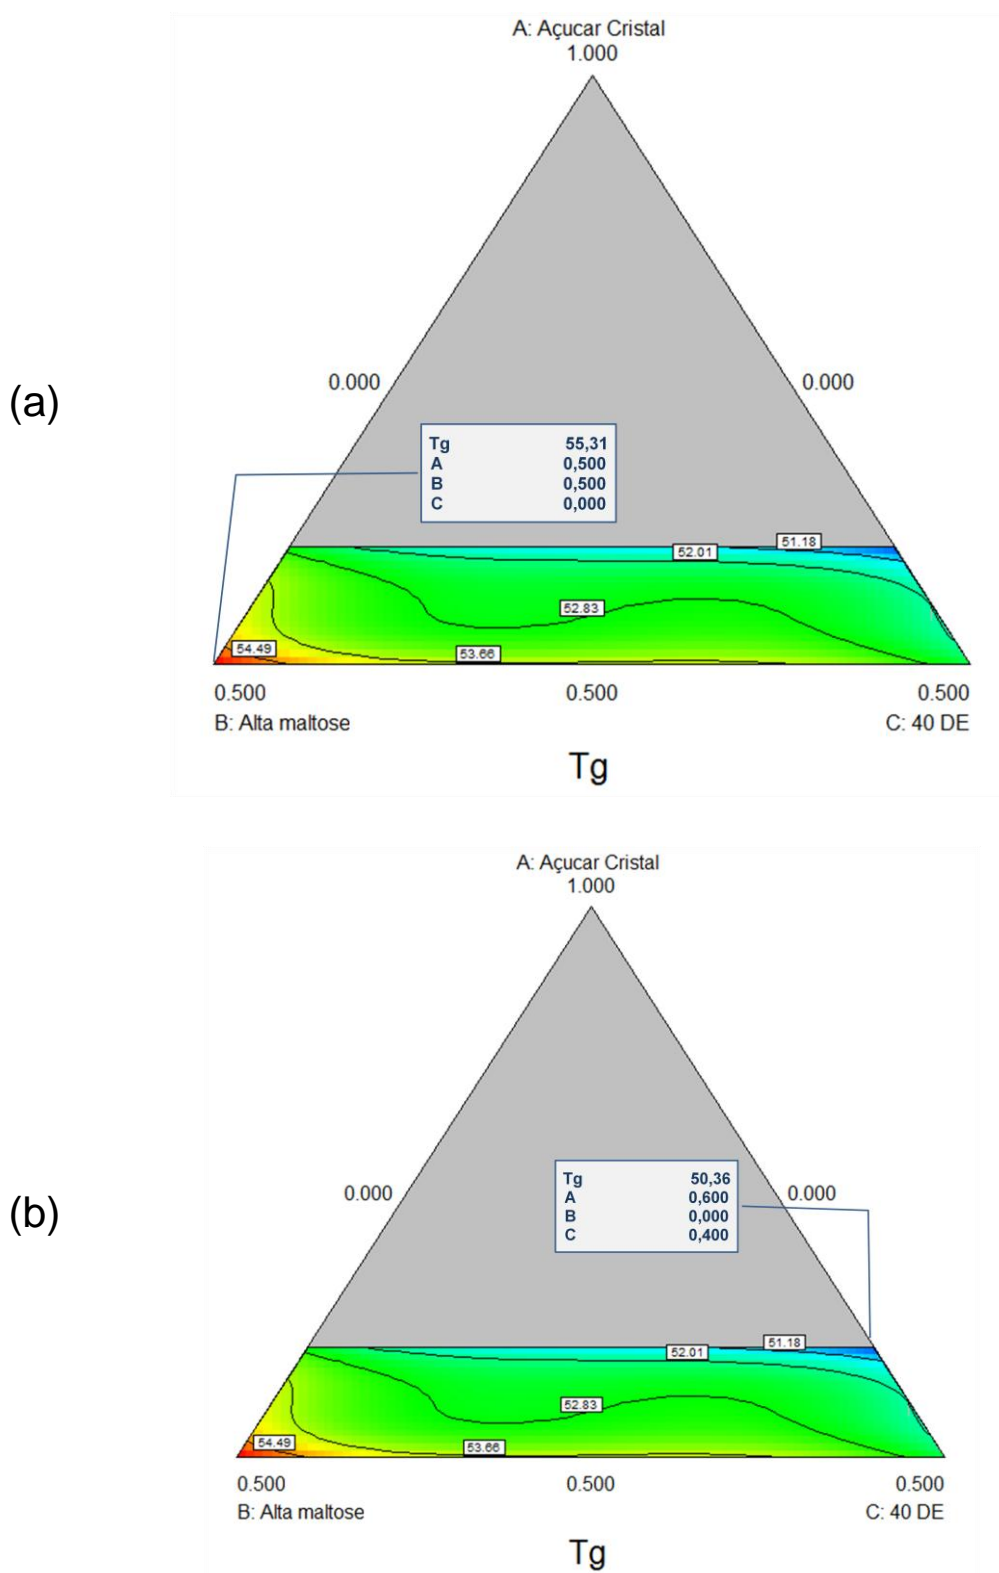 A: Açucar Cristal
1.000
(a)
0.000
0.000
Tg 55,31
A 0,500
B 0,500
C 0,000
51.18
52.01
52.83
54.49
53.66
0.500
0.500
0.500
B: Alta maltose
C: 40 DE
Tg
A: Açucar Cristal
1.000
(b)
0.000
0.000
Tg 50,36
A 0,600
B 0,000
C 0,400
51.18
52.01
52.83
54.49
53.66
0.500
0.500
0.500
B: Alta maltose
C: 40 DE
Tg